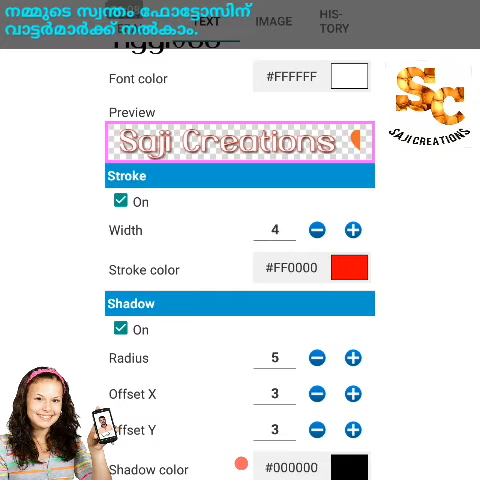 നമ്മുടെ സ്വന്തം ഫോട്ടോസിന്
വാട്ടർമാർക്ക് നൽകാം.
TEXT
IMAGE
HIS-
TORY
Font color
#FFFFFF
Preview
Saji Creations
Stroke
On
Width
4
Stroke color
#FF0000
Shadow
On
Radius
5
Offset X
3
ffset Y
3
Shadow color
#000000
SC
SAJI CREATIONS